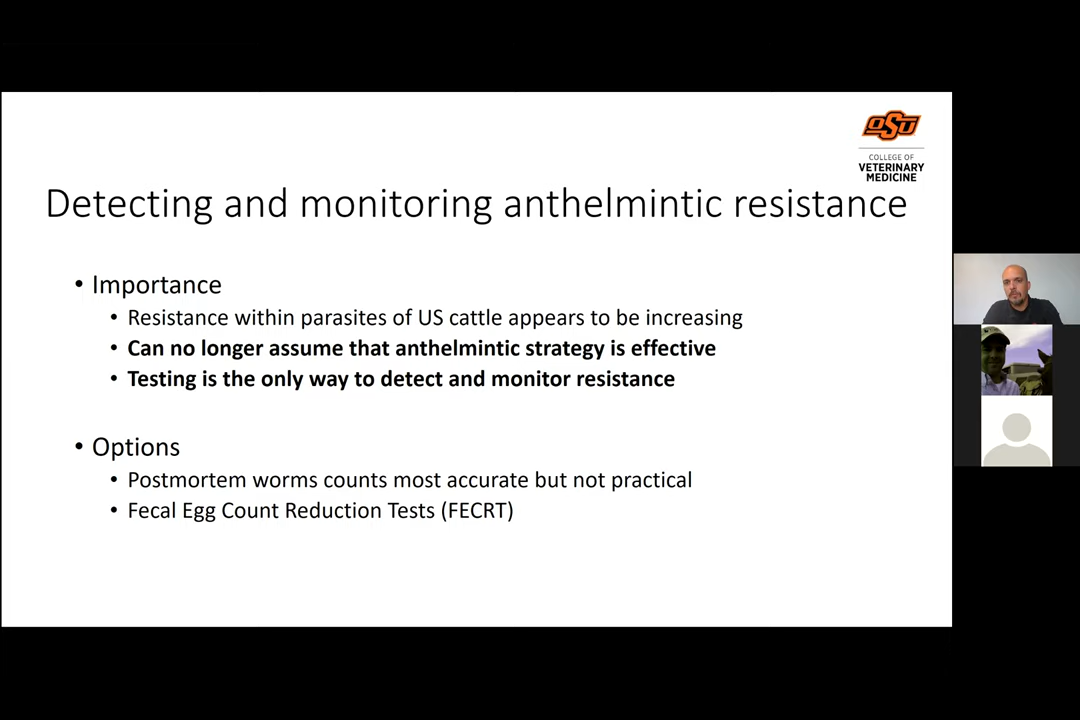 OSU
COLLEGE OF
VETERINARY
MEDICINE
Detecting and monitoring anthelmintic resistance
• Importance
• Resistance within parasites of US cattle appears to be increasing
• Can no longer assume that anthelmintic strategy is effective
• Testing is the only way to detect and monitor resistance
• Options
• Postmortem worms counts most accurate but not practical
• Fecal Egg Count Reduction Tests (FECRT)